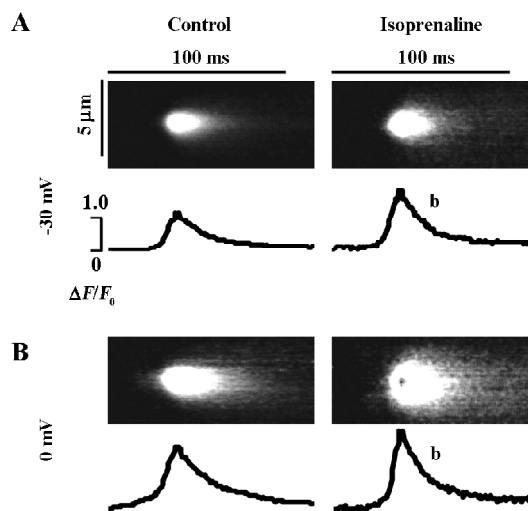 A
Control
Isoprenaline
100 ms
100 ms
5 µm
-30 mV
1.0
0
ΔF/F₀
b
B
0 mV
b